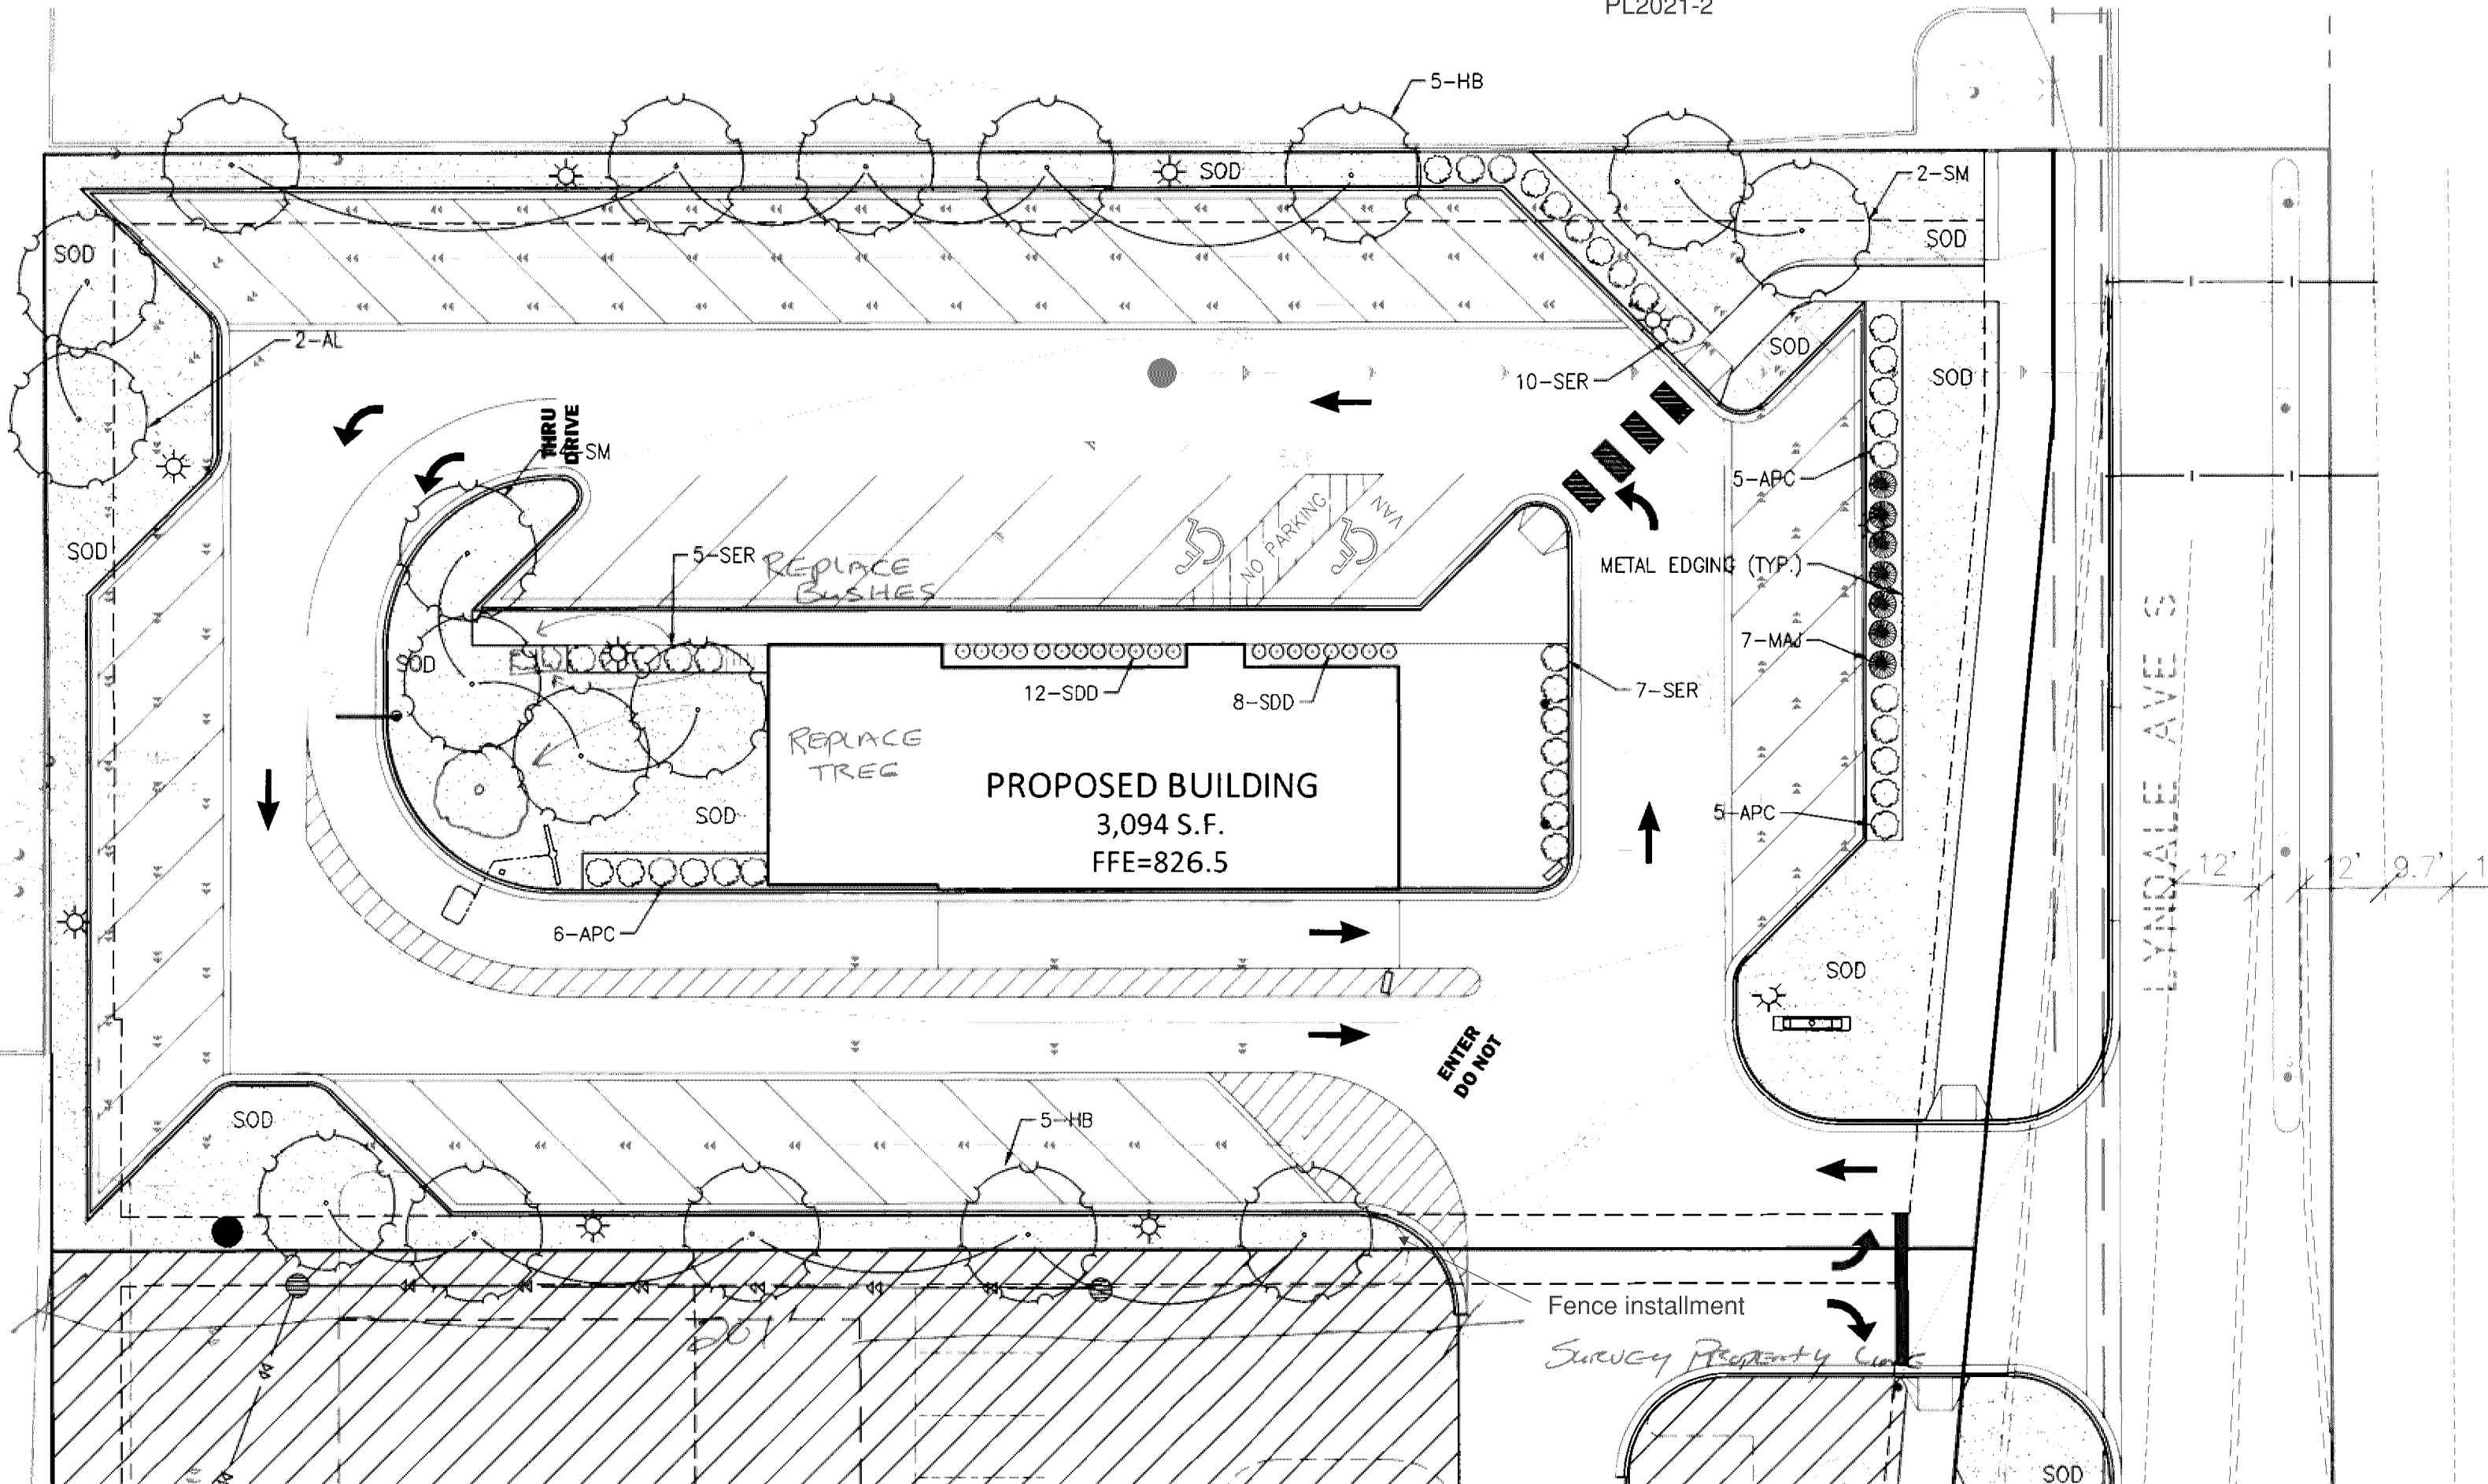 PL2021-2
5-HB
SOD
2-SM
SOD
SOD
2-AL
SOD
SOD
10-SER
THRU
DRIVE
-SM
5-APC
SOD
NO PARKING
VAN
5-SER
REPLACE
BUSHES
METAL EDGING (TYP.)
SOD
12-SDD
8-SDD
7-SER
7-MAJ
REPLACE
TREE
PROPOSED BUILDING
3,094 S.F.
FFE=826.5
SOD
5-APC
LYNDALE AVE S
12'
12'
9.7'
1
6-APC
SOD
ENTER
DO NOT
SOD
5-HB
Fence installment
SURVEY PROPERTY LINE
SOD